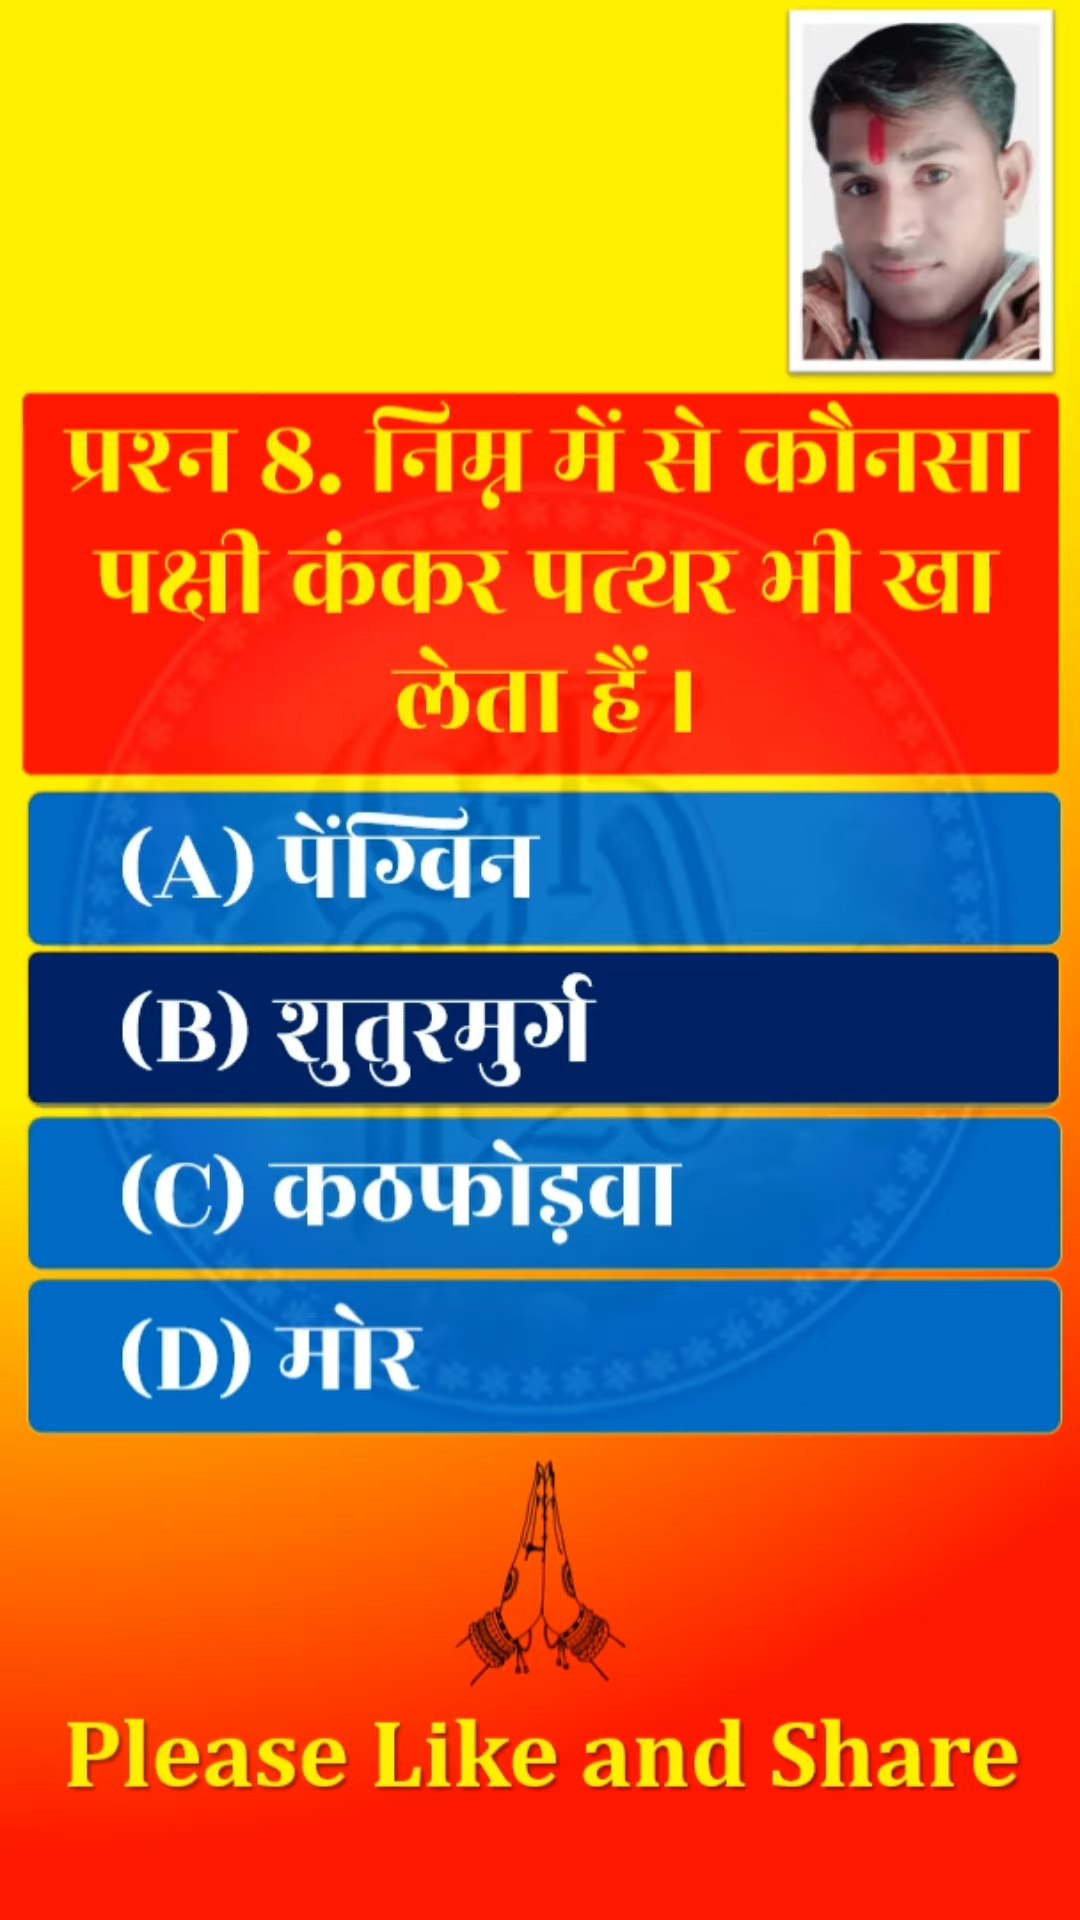 प्रश्न 8. निम्न में से कौनसा
पक्षी कंकर पत्थर भी खा
लेता हैं।
(A) पेंग्विन
(B) शुतुरमुर्ग
(C) कठफोड़वा
(D) मोर
Please Like and Share